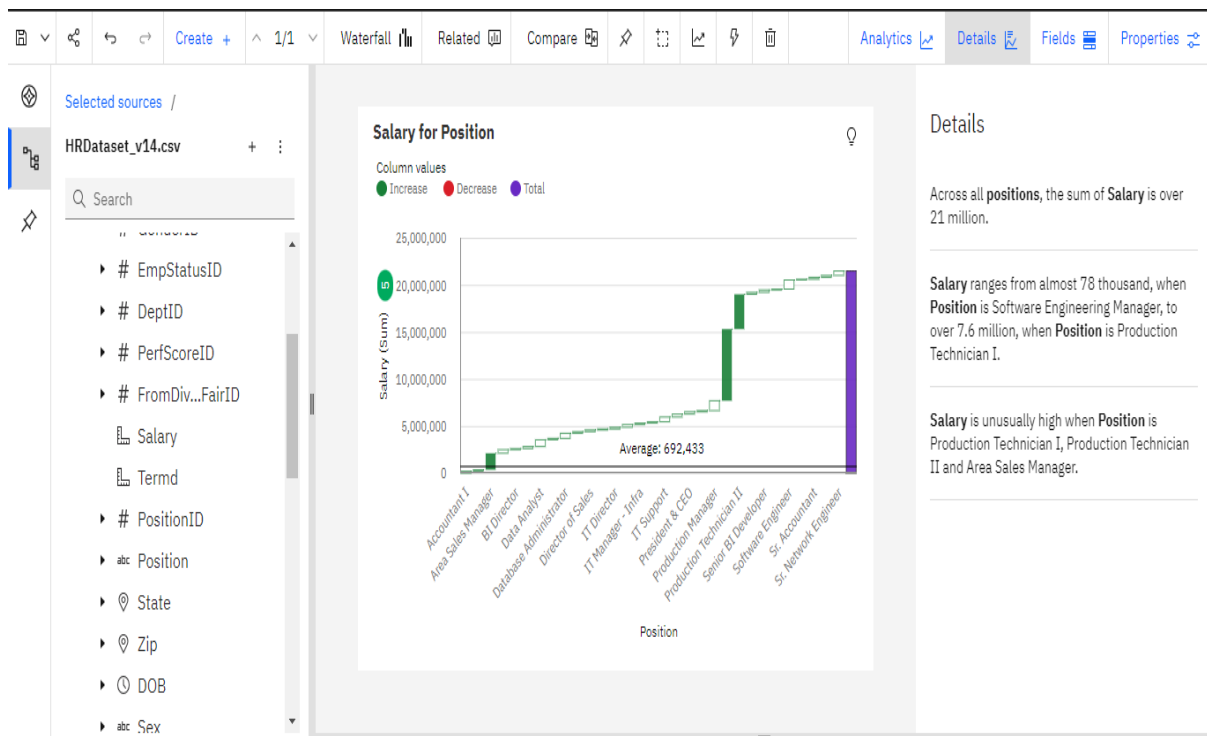 Create + 1/1 Waterfall Related Compare Analytics Details Fields Properties
Selected sources /
HRDataset_v14.csv
Search
GenderID
# EmpStatusID
# DeptID
# PerfScoreID
# FromDiv...FairID
Salary
Termd
# PositionID
abc Position
State
Zip
DOB
abc Sex
Salary for Position
Column values
Increase Decrease Total
25,000,000
20,000,000
15,000,000
10,000,000
5,000,000
0
5
Salary (Sum)
Average: 692,433
Accountant I
Area Sales Manager
BI Director
Data Analyst
Database Administrator
Director of Sales
IT Director
IT Manager - Infra
IT Support
President & CEO
Production Manager
Production Technician II
Senior BI Developer
Software Engineer
Sr. Accountant
Sr. Network Engineer
Position
Details
Across all positions, the sum of Salary is over
21 million.
Salary ranges from almost 78 thousand, when
Position is Software Engineering Manager, to
over 7.6 million, when Position is Production
Technician I.
Salary is unusually high when Position is
Production Technician I, Production Technician
II and Area Sales Manager.